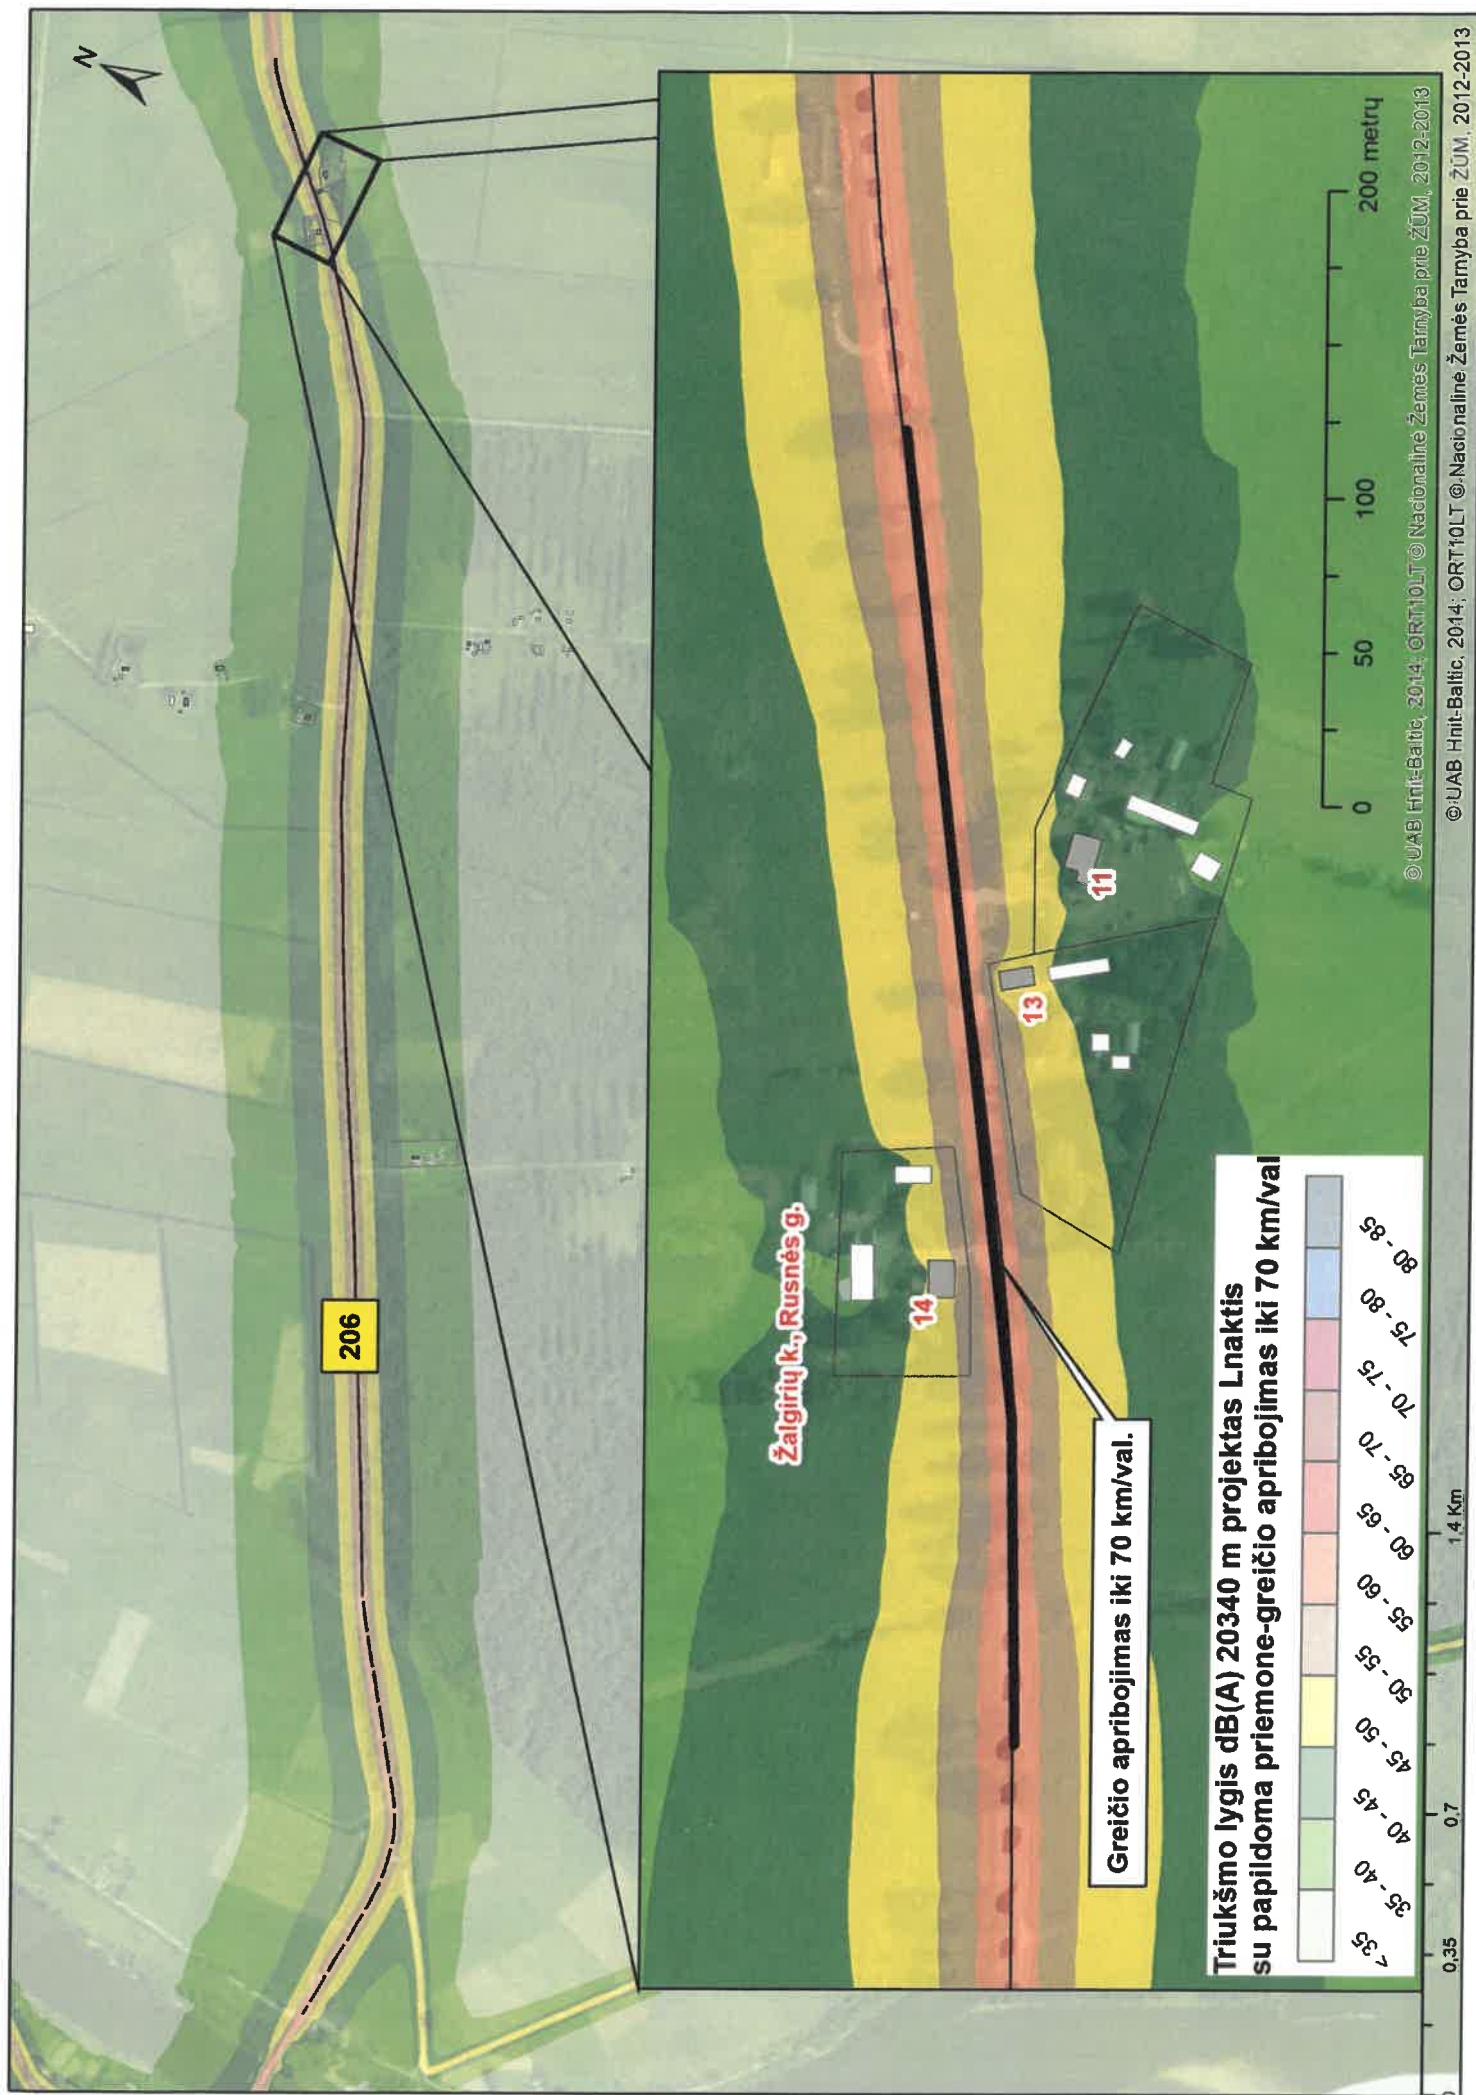 N
206
Žalgirių k., Rusnės g.
14
13
11
Greičio apribojimas iki 70 km/val.
Triukšmo lygis dB(A) 20340 m projektas Lnaktis
su papildoma priemone-greičio apribojimas iki 70 km/val
< 35
35 - 40
40 - 45
45 - 50
50 - 55
55 - 60
60 - 65
65 - 70
70 - 75
75 - 80
80 - 85
0 50 100 200 metrų
© UAB Hnit-Baltic, 2014; ORT10LT © Nacionalinė Žemės Tarnyba prie ŽŪM, 2012-2013
0,35 0,7 1,4 Km
© UAB Hnit-Baltic, 2014; ORT10LT © Nacionalinė Žemės Tarnyba prie ŽŪM, 2012-2013